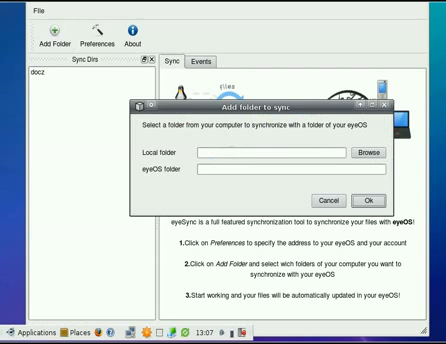 File
Add Folder Preferences About
Sync Dirs
Sync Events
docz
files
Add folder to sync
Select a folder from your computer to synchronize with a folder of your eyeOS
Local folder Browse
eyeOS folder
Cancel Ok
eyeSync is a full featured synchronization tool to synchronize your files with eyeOS!
1.Click on Preferences to specify the address to your eyeOS and your account
2.Click on Add Folder and select wich folders of your computer you want to
synchronize with your eyeOS
3.Start working and your files will be automatically updated in your eyeOS!
Applications Places 13:07